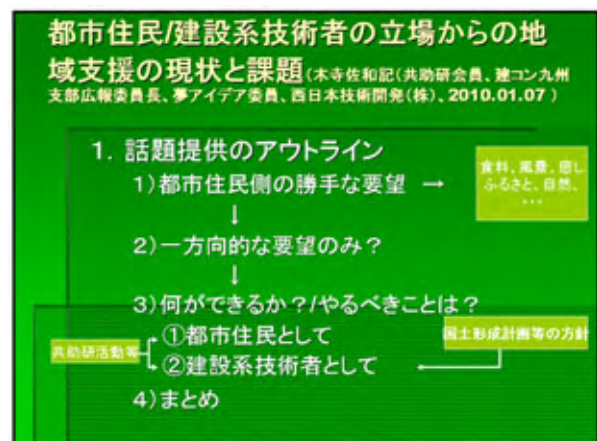 都市住民/建設系技術者の立場からの地
域支援の現状と課題(木寺佐和記(共助研会員、建コン九州
支部広報委員長、夢アイデア委員、西日本技術開発(株)、2010.01.07)
1. 話題提供のアウトライン
1)都市住民側の勝手な要望 →
食料、風景、癒し
ふるさと、自然、
・・・
↓
2)一方向的な要望のみ?
↓
3)何ができるか?/やるべきことは?
共助研活動等
①都市住民として
②建設系技術者として
国土形成計画等の方針
4)まとめ